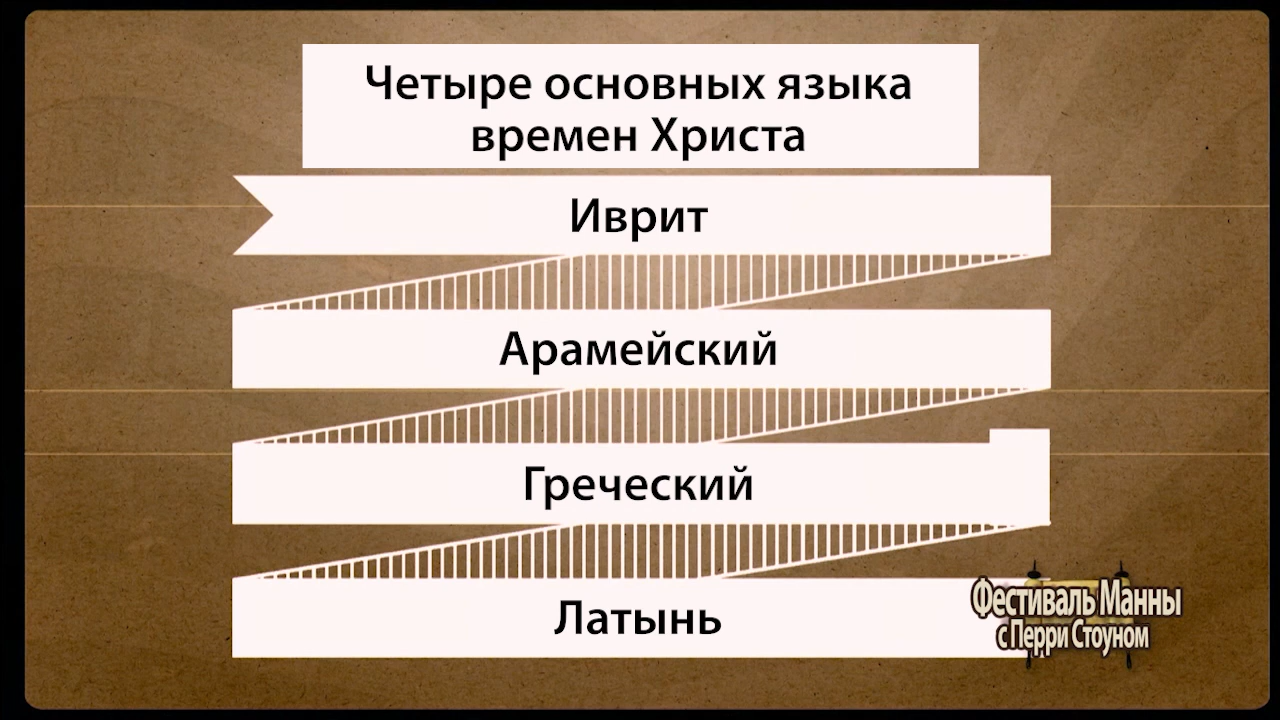 Четыре основных языка
времен Христа
Иврит
Арамейский
Греческий
Латынь
Фестиваль Манны
с Перри Стоуном